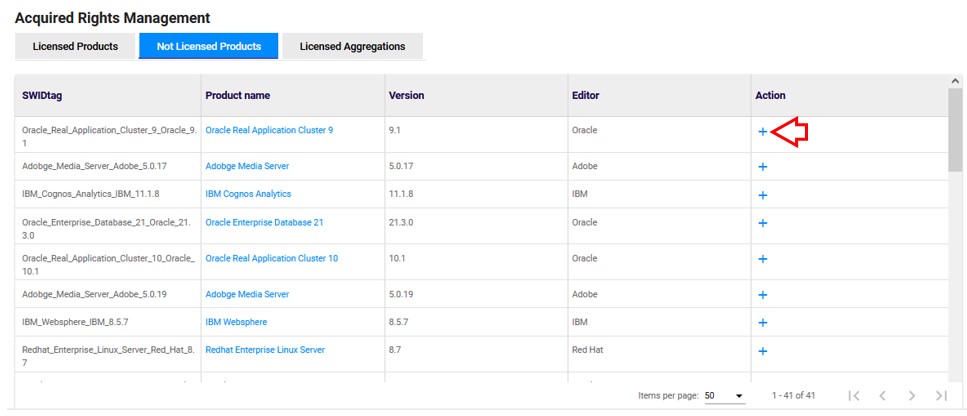 Acquired Rights Management
Licensed Products Not Licensed Products Licensed Aggregations
SWIDtag Product name Version Editor Action
Oracle_Real_Application_Cluster_9_Oracle_9. Oracle Real Application Cluster 9 9.1 Oracle +
1
Adobge_Media_Server_Adobe_5.0.17 Adobge Media Server 5.0.17 Adobe +
IBM_Cognos_Analytics_IBM_11.1.8 IBM Cognos Analytics 11.1.8 IBM +
Oracle_Enterprise_Database_21_Oracle_21. Oracle Enterprise Database 21 21.3.0 Oracle +
3.0
Oracle_Real_Application_Cluster_10_Oracle_ Oracle Real Application Cluster 10 10.1 Oracle +
10.1
Adobge_Media_Server_Adobe_5.0.19 Adobge Media Server 5.0.19 Adobe +
IBM_Websphere_IBM_8.5.7 IBM Websphere 8.5.7 IBM +
Redhat_Enterprise_Linux_Server_Red_Hat_8. Redhat Enterprise Linux Server 8.7 Red Hat +
7
Items per page: 50 1 - 41 of 41